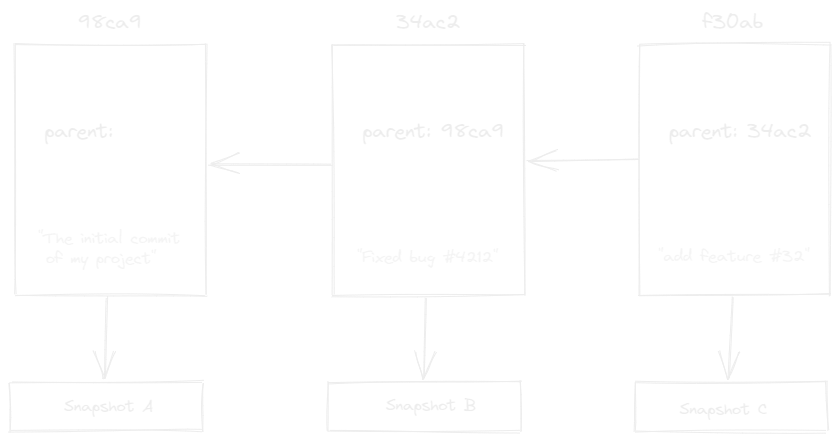 98ca9
34ac2
f30ab
parent:
parent: 98ca9
parent: 34ac2
"The initial commit
of my project"
"Fixed bug #4212"
"add feature #32"
Snapshot A
Snapshot B
Snapshot C